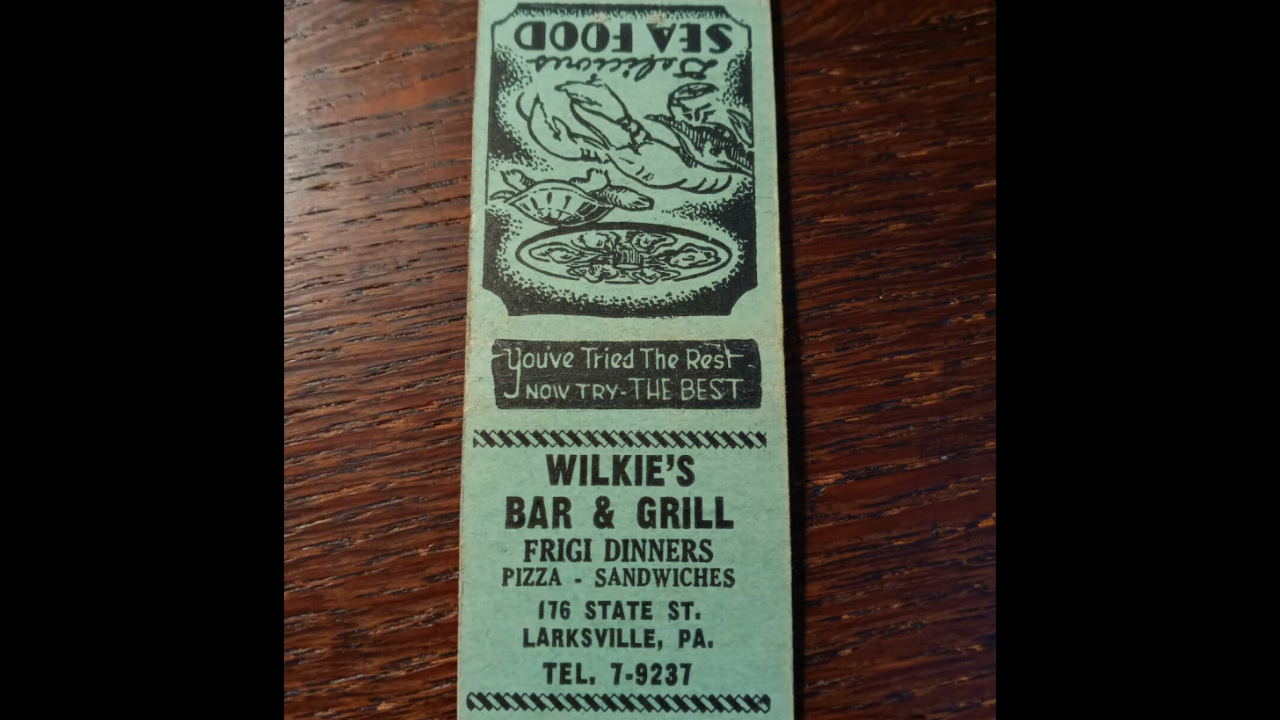 Delicious
SEA FOOD
You've Tried The Rest
NOW TRY-THE BEST
WILKIE'S
BAR & GRILL
FRIGI DINNERS
PIZZA - SANDWICHES
176 STATE ST.
LARKSVILLE, PA.
TEL. 7-9237